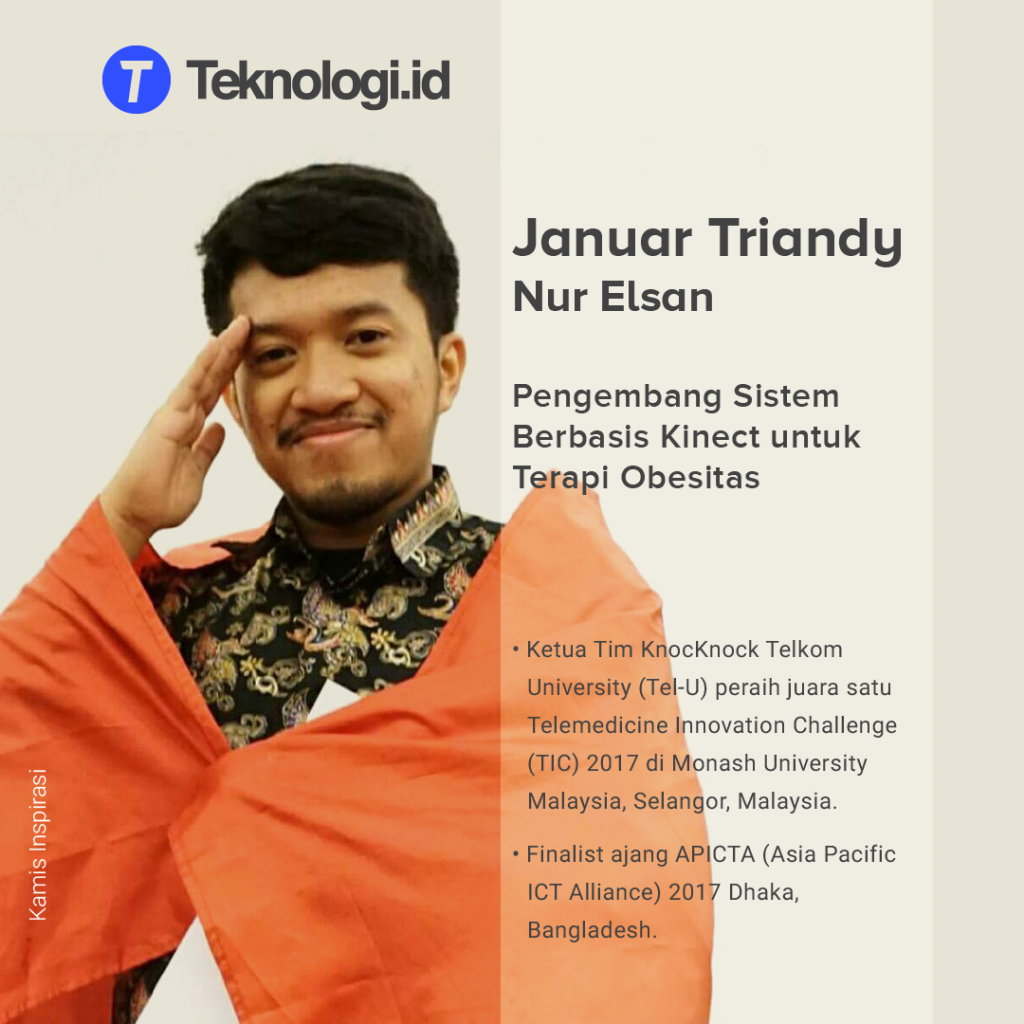 T Teknologi.id
Januar Triandy
Nur Elsan
Pengembang Sistem
Berbasis Kinect untuk
Terapi Obesitas
• Ketua Tim KnocKnock Telkom
University (Tel-U) peraih juara satu
Telemedicine Innovation Challenge
(TIC) 2017 di Monash University
Malaysia, Selangor, Malaysia.
• Finalist ajang APICTA (Asia Pacific
ICT Alliance) 2017 Dhaka,
Bangladesh.
Kamis Inspirasi